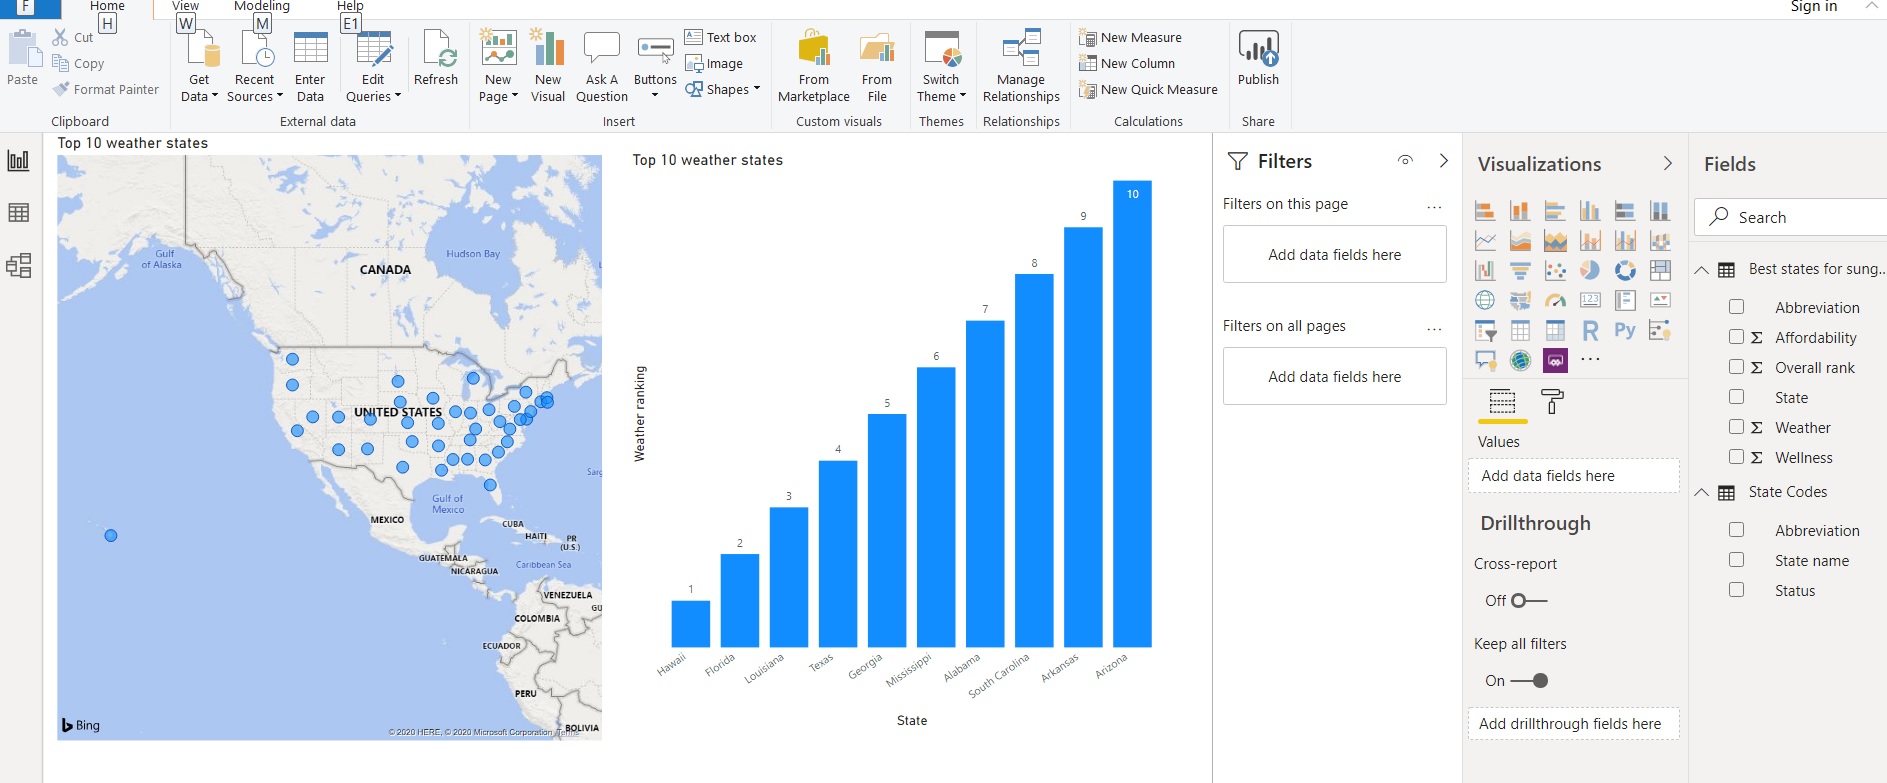 F
Home
View
Modeling
Help
Sign in
H
W
M
E1
Paste
Cut
Copy
Format Painter
Clipboard
Get Data
Recent Sources
Enter Data
Edit Queries
Refresh
External data
New Page
New Visual
Ask A Question
Buttons
Text box
Image
Shapes
Insert
From Marketplace
From File
Custom visuals
Switch Theme
Themes
Manage Relationships
Relationships
New Measure
New Column
New Quick Measure
Calculations
Publish
Share
Top 10 weather states
Gulf of Alaska
Hudson Bay
CANADA
UNITED STATES
Gulf of Mexico
MEXICO
CUBA
HAITI
PR (U.S.)
GUATEMALA
NICARAGUA
Caribbean Sea
VENEZUELA
GU
COLOMBIA
ECUADOR
PERU
BOLIVIA
Sarg
Bing
© 2020 HERE, © 2020 Microsoft Corporation Terms
Top 10 weather states
Weather ranking
1
2
3
4
5
6
7
8
9
10
Hawaii
Florida
Louisiana
Texas
Georgia
Mississippi
Alabama
South Carolina
Arkansas
Arizona
State
Filters
Filters on this page
...
Add data fields here
Filters on all pages
...
Add data fields here
Visualizations
123
R
Py
...
Values
Add data fields here
Drillthrough
Cross-report
Off
Keep all filters
On
Add drillthrough fields here
Fields
Search
Best states for sung...
Abbreviation
Σ Affordability
Σ Overall rank
State
Σ Weather
Σ Wellness
State Codes
Abbreviation
State name
Status